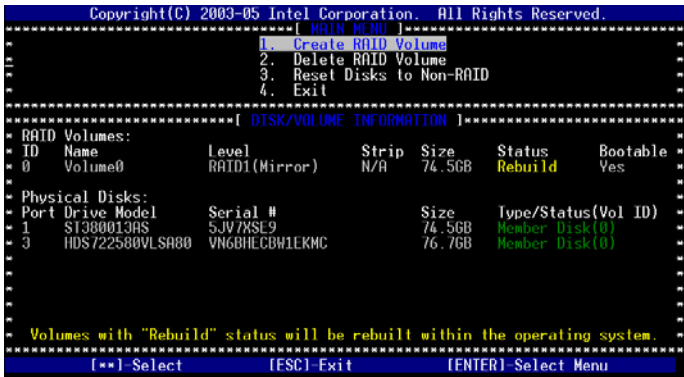 Copyright(C) 2003-05 Intel Corporation. All Rights Reserved.
[ MAIN MENU ]
1. Create RAID Volume
2. Delete RAID Volume
3. Reset Disks to Non-RAID
4. Exit
[ DISK/VOLUME INFORMATION ]
RAID Volumes:
ID Name Level Strip Size Status Bootable
0 Volume0 RAID1(Mirror) N/A 74.5GB Rebuild Yes
Physical Disks:
Port Drive Model Serial # Size Type/Status(Vol ID)
1 ST380013AS 5JV7XSE9 74.5GB Member Disk(0)
3 HDS722580VLSA80 VN6BHECBW1EKMC 76.7GB Member Disk(0)
Volumes with "Rebuild" status will be rebuilt within the operating system.
[**]-Select [ESC]-Exit [ENTER]-Select Menu